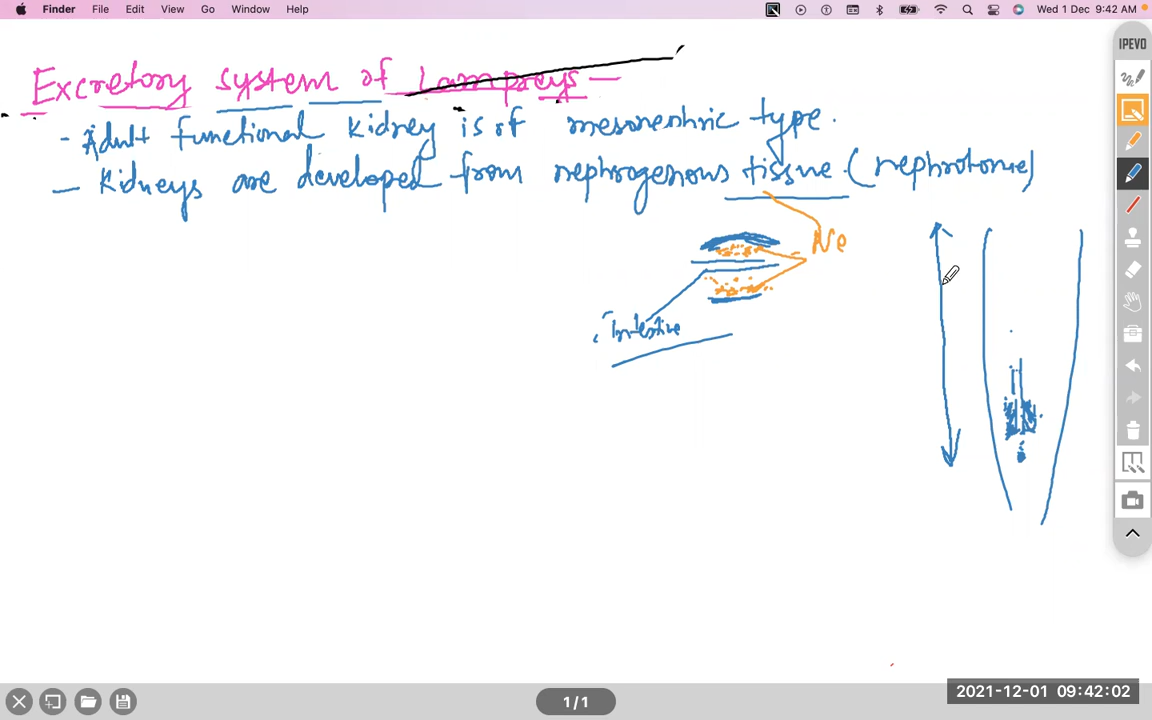 Finder File Edit View Go Window Help
Wed 1 Dec 9:42 AM
IPEVO
Excretory system of Lampreys —
- Adult functional kidney is of mesonephric type.
— Kidneys are developed from nephrogenous tissue. (nephrotome)
Ne
Intestine
1/1
2021-12-01 09:42:02